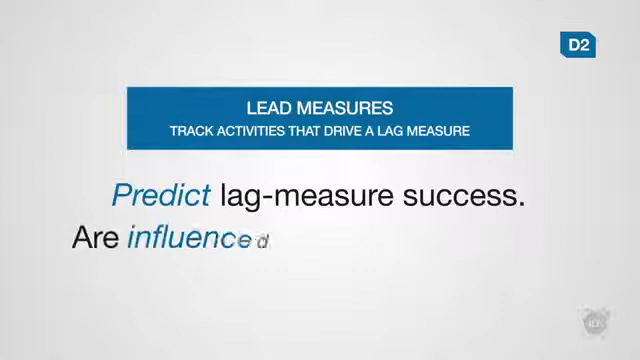 D2
LEAD MEASURES
TRACK ACTIVITIES THAT DRIVE A LAG MEASURE
Predict lag-measure success.
Are influenced